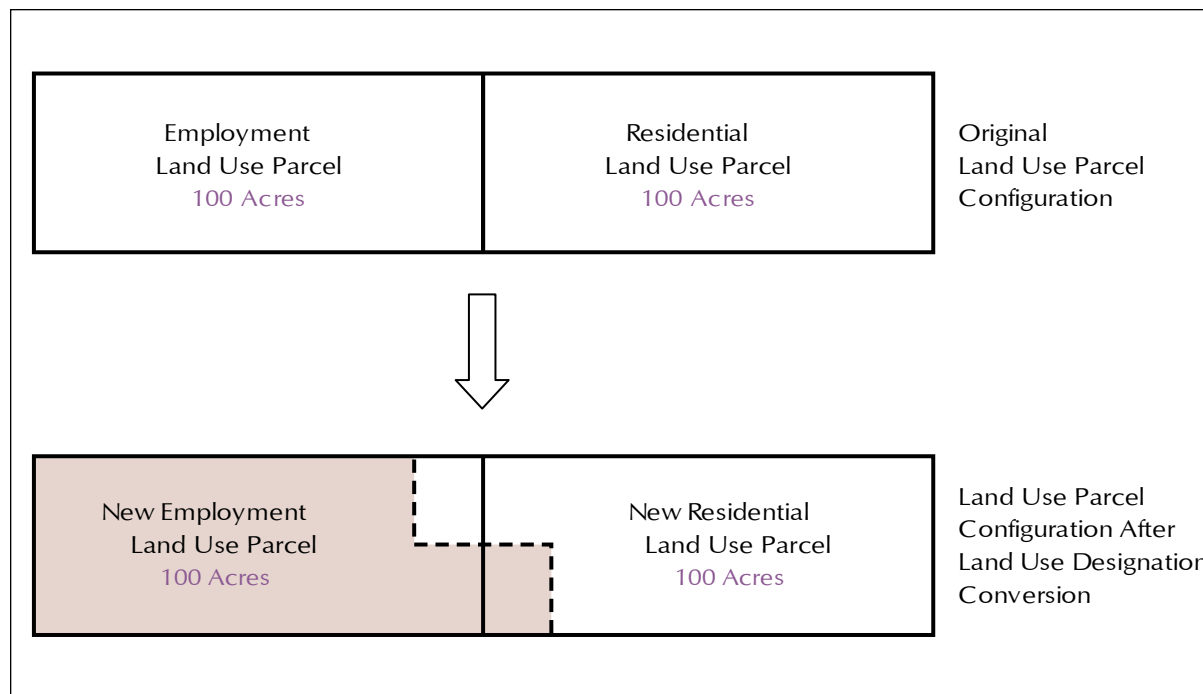 Employment
Land Use Parcel
100 Acres
Residential
Land Use Parcel
100 Acres
Original
Land Use Parcel
Configuration
New Employment
Land Use Parcel
100 Acres
New Residential
Land Use Parcel
100 Acres
Land Use Parcel
Configuration After
Land Use Designation
Conversion